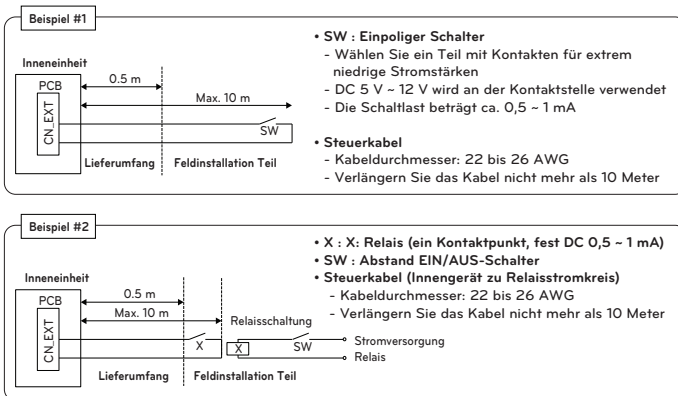 Beispiel #1
Inneneinheit
PCB
CN_EXT
0.5 m
Max. 10 m
SW
Lieferumfang
Feldinstallation Teil
• SW : Einpoliger Schalter
- Wählen Sie ein Teil mit Kontakten für extrem
niedrige Stromstärken
- DC 5 V ~ 12 V wird an der Kontaktstelle verwendet
- Die Schaltlast beträgt ca. 0,5 ~ 1 mA
• Steuerkabel
- Kabeldurchmesser: 22 bis 26 AWG
- Verlängern Sie das Kabel nicht mehr als 10 Meter
Beispiel #2
Inneneinheit
PCB
CN_EXT
0.5 m
Max. 10 m
X
Relaisschaltung
X
SW
Stromversorgung
Relais
Lieferumfang
Feldinstallation Teil
• X : X: Relais (ein Kontaktpunkt, fest DC 0,5 ~ 1 mA)
• SW : Abstand EIN/AUS-Schalter
• Steuerkabel (Innengerät zu Relaisstromkreis)
- Kabeldurchmesser: 22 bis 26 AWG
- Verlängern Sie das Kabel nicht mehr als 10 Meter